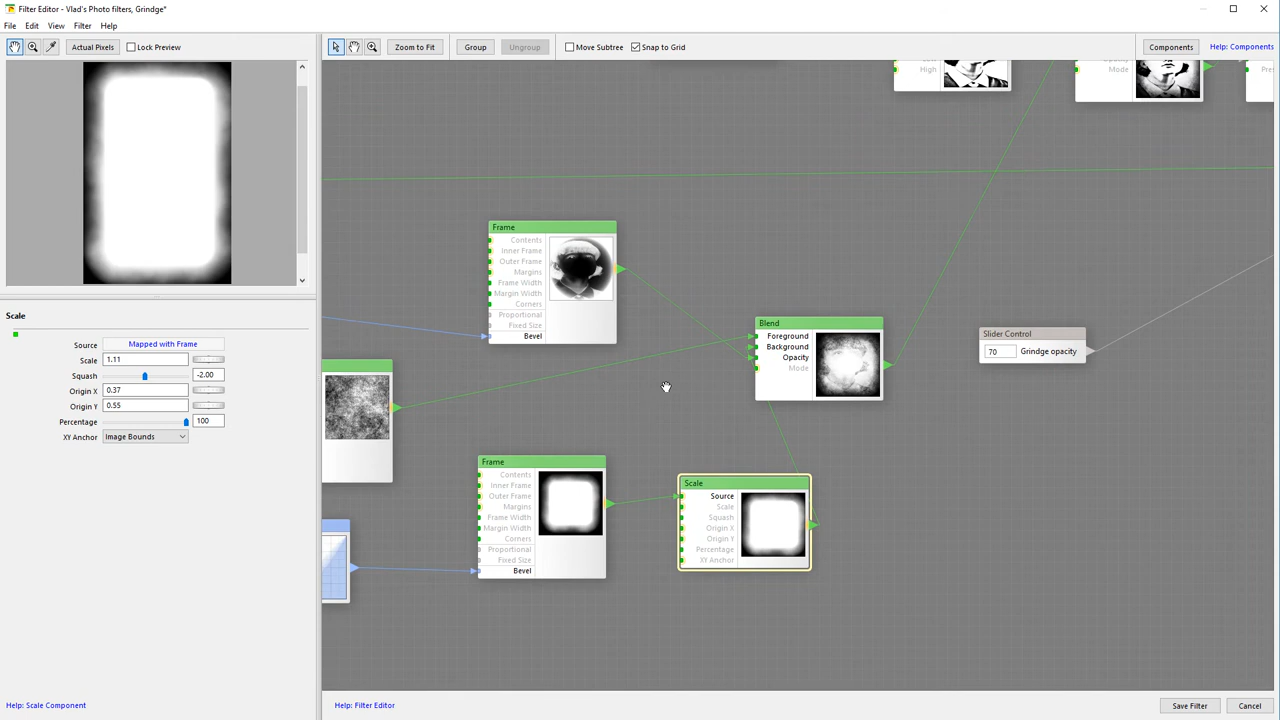 Filter Editor - Vlad's Photo filters, Grindge*
File Edit View Filter Help
Actual Pixels Lock Preview
Zoom to Fit Group Ungroup Move Subtree Snap to Grid Components Help: Components
High
Mode
Scale
Source Mapped with Frame
Scale 1.11
Squash -2.00
Origin X 0.37
Origin Y 0.55
Percentage 100
XY Anchor Image Bounds
Frame
Contents
Inner Frame
Outer Frame
Margins
Frame Width
Margin Width
Corners
Proportional
Fixed Size
Bevel
Blend
Foreground
Background
Opacity
Mode
Slider Control
70 Grindge opacity
Frame
Contents
Inner Frame
Outer Frame
Margins
Frame Width
Margin Width
Corners
Proportional
Fixed Size
Bevel
Scale
Source
Scale
Squash
Origin X
Origin Y
Percentage
XY Anchor
Help: Scale Component Help: Filter Editor Save Filter Cancel